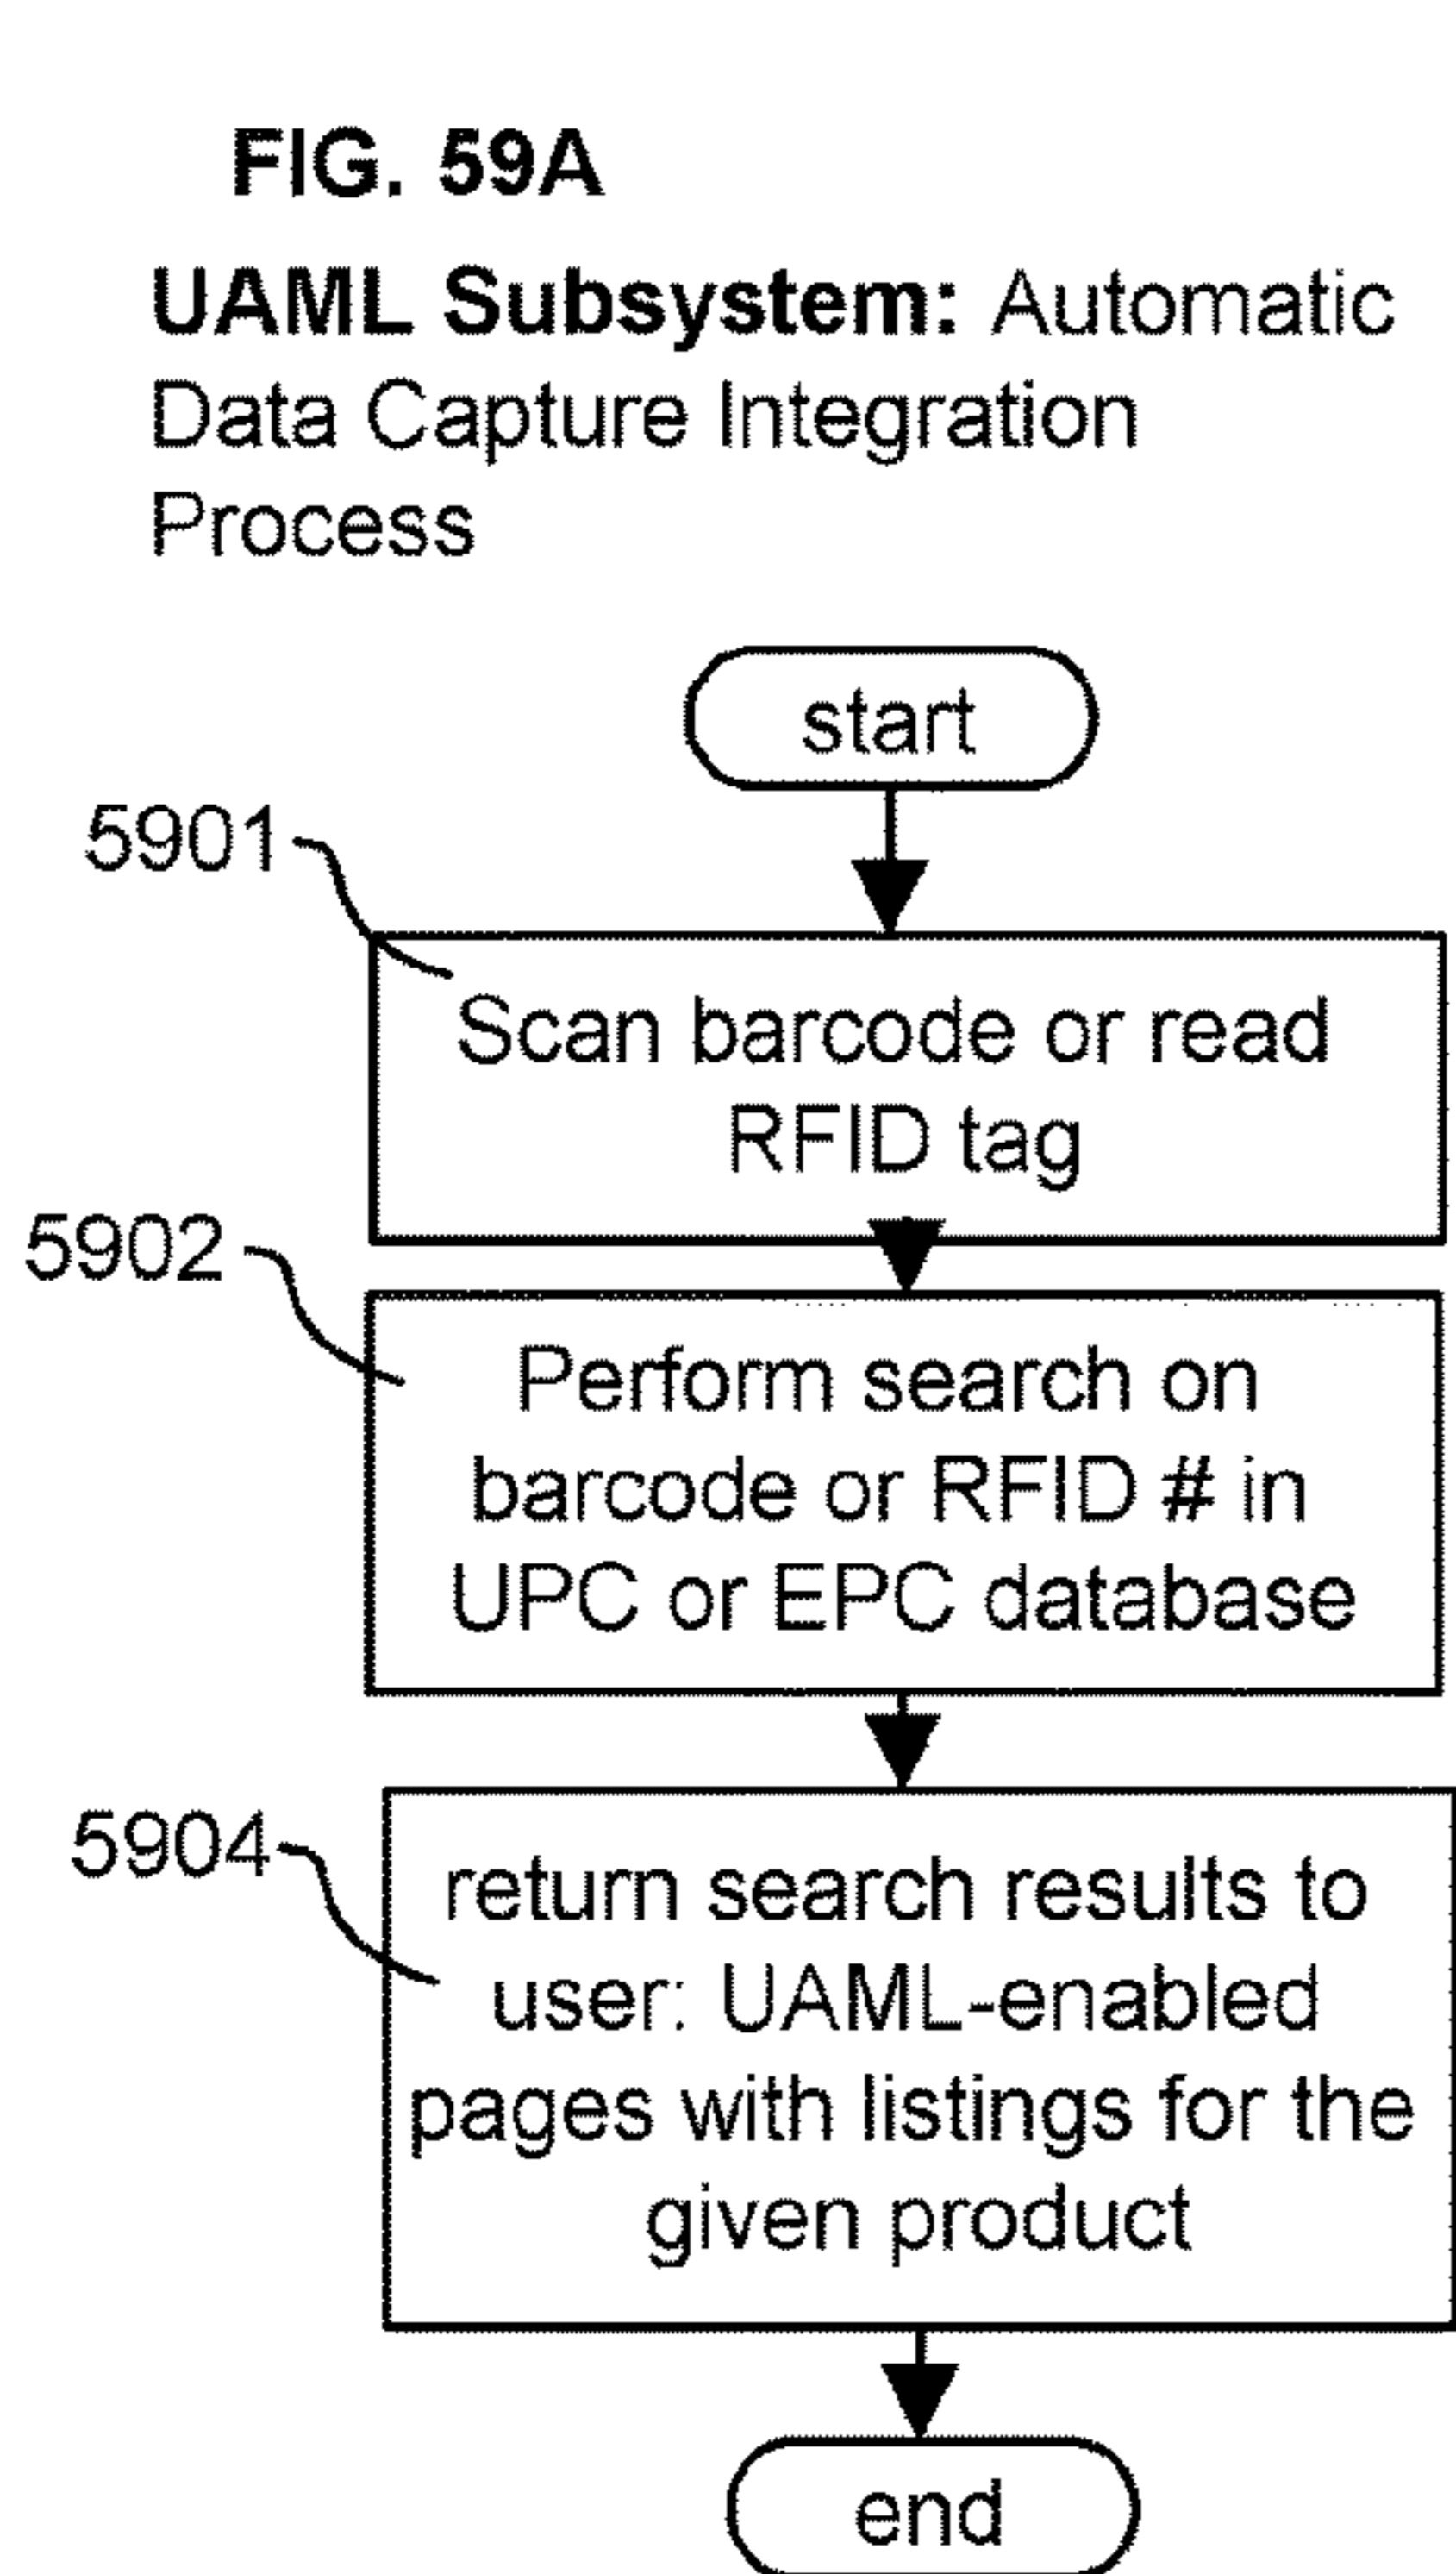 FIG. 59A
UAML Subsystem: Automatic
Data Capture Integration
Process
start
5901
Scan barcode or read
RFID tag
5902
Perform search on
barcode or RFID # in
UPC or EPC database
5904
return search results to
user: UAML-enabled
pages with listings for the
given product
end